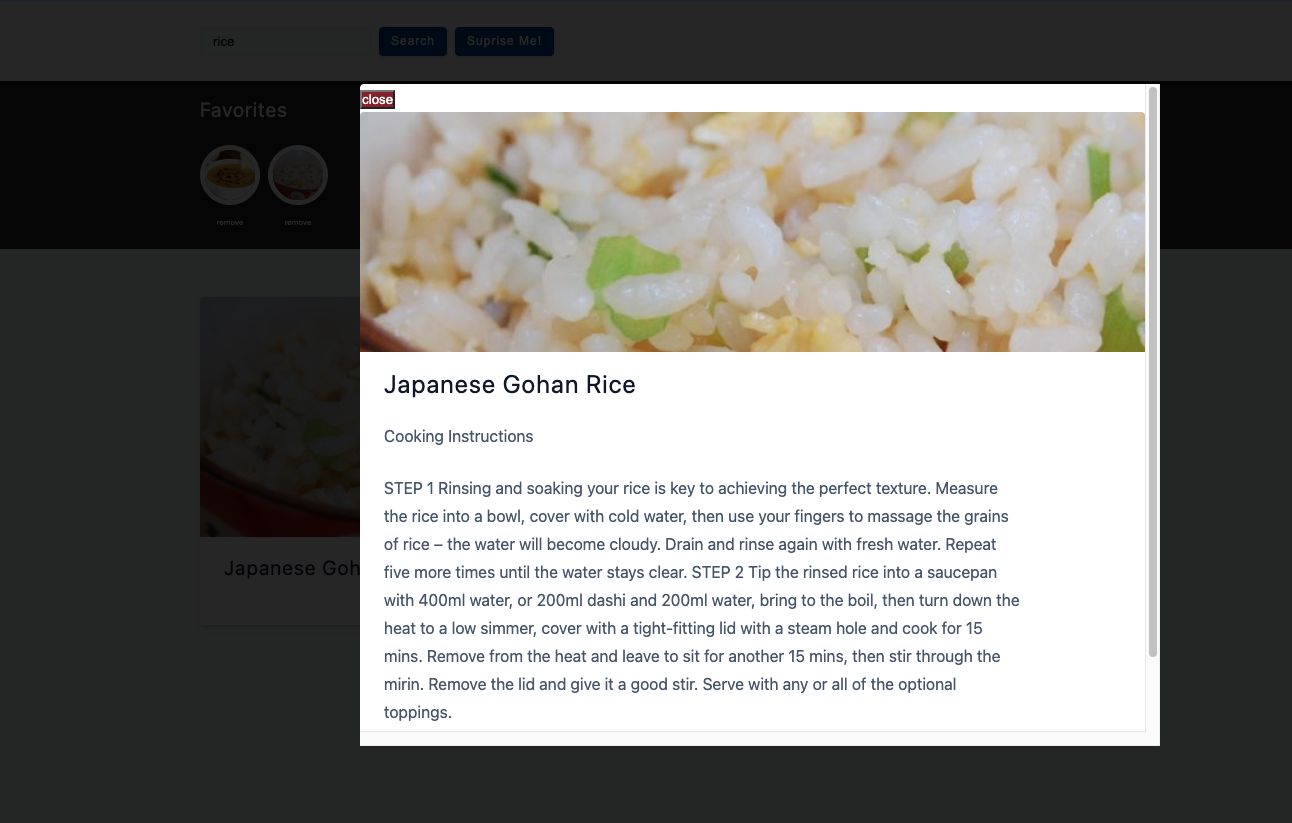 rice
Search
Suprise Me!
Favorites
remove
remove
close
Japanese Gohan Rice
Cooking Instructions
STEP 1 Rinsing and soaking your rice is key to achieving the perfect texture. Measure
the rice into a bowl, cover with cold water, then use your fingers to massage the grains
of rice – the water will become cloudy. Drain and rinse again with fresh water. Repeat
five more times until the water stays clear. STEP 2 Tip the rinsed rice into a saucepan
with 400ml water, or 200ml dashi and 200ml water, bring to the boil, then turn down the
heat to a low simmer, cover with a tight-fitting lid with a steam hole and cook for 15
mins. Remove from the heat and leave to sit for another 15 mins, then stir through the
mirin. Remove the lid and give it a good stir. Serve with any or all of the optional
toppings.
Japanese Goh